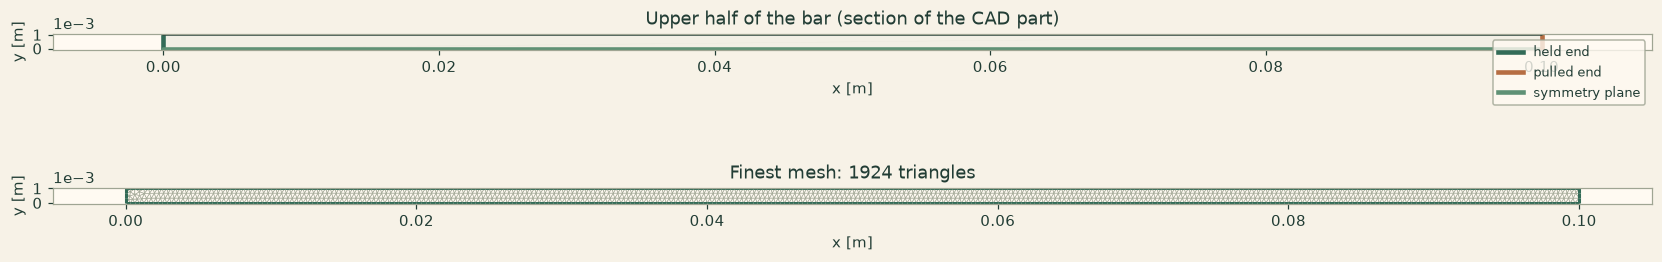 Upper half of the bar (section of the CAD part)
1e−3
y [m]
1
0
0.00 0.02 0.04 0.06 0.08 0.10
x [m]
held end
pulled end
symmetry plane
Finest mesh: 1924 triangles
1e−3
y [m]
1
0
0.00 0.02 0.04 0.06 0.08 0.10
x [m]